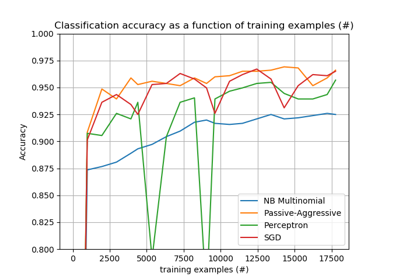 Classification accuracy as a function of training examples (#)
1.000
0.975
0.950
0.925
0.900
0.875
0.850
0.825
0.800
Accuracy
NB Multinomial
Passive-Aggressive
Perceptron
SGD
0 2500 5000 7500 10000 12500 15000 17500
training examples (#)